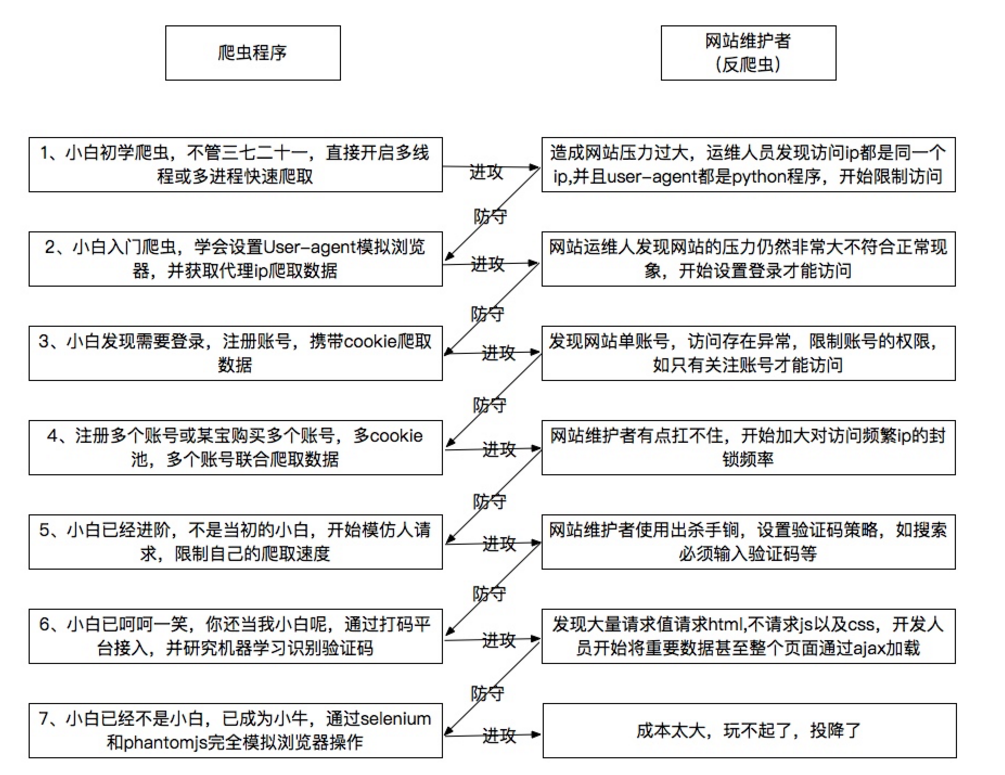 爬虫程序
网站维护者
（反爬虫）
1、小白初学爬虫，不管三七二十一，直接开启多线
程或多进程快速爬取
进攻
造成网站压力过大，运维人员发现访问ip都是同一个
ip,并且user-agent都是python程序，开始限制访问
防守
2、小白入门爬虫，学会设置User-agent模拟浏览
器，并获取代理ip爬取数据
进攻
网站运维人发现网站的压力仍然非常大不符合正常现
象，开始设置登录才能访问
防守
3、小白发现需要登录，注册账号，携带cookie爬取
数据
进攻
发现网站单账号，访问存在异常，限制账号的权限，
如只有关注账号才能访问
防守
4、注册多个账号或某宝购买多个账号，多cookie
池，多个账号联合爬取数据
进攻
网站维护者有点扛不住，开始加大对访问频繁ip的封
锁频率
防守
5、小白已经进阶，不是当初的小白，开始模仿人请
求，限制自己的爬取速度
进攻
网站维护者使用出杀手锏，设置验证码策略，如搜索
必须输入验证码等
防守
6、小白已呵呵一笑，你还当我小白呢，通过打码平
台接入，并研究机器学习识别验证码
进攻
发现大量请求值请求html,不请求js以及css，开发人
员开始将重要数据甚至整个页面通过ajax加载
防守
7、小白已经不是小白，已成为小牛，通过selenium
和phantomjs完全模拟浏览器操作
进攻
成本太大，玩不起了，投降了